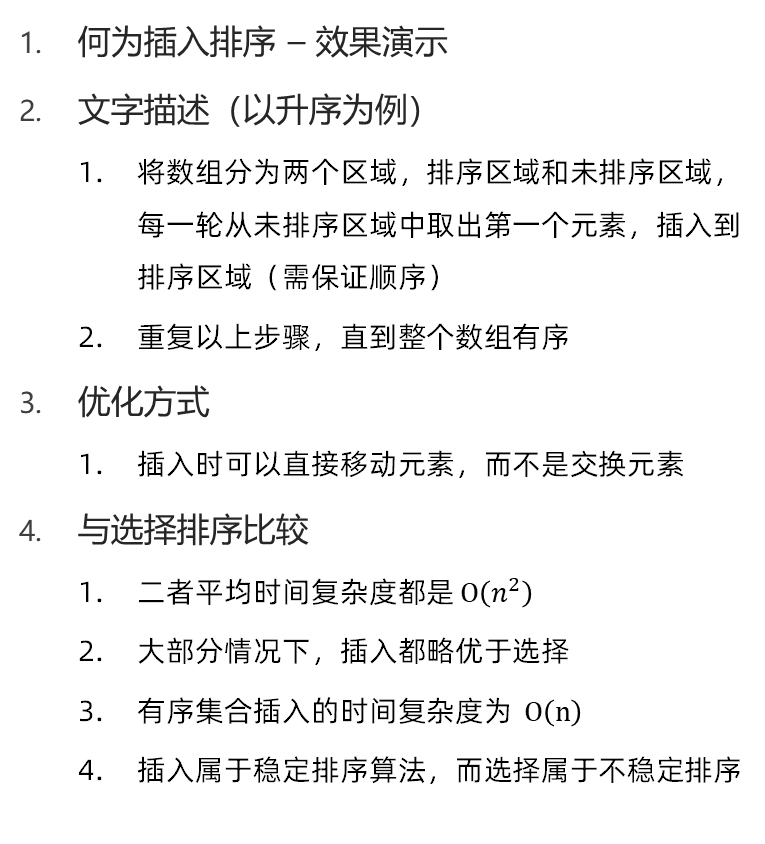 1. 何为插入排序 – 效果演示
2. 文字描述（以升序为例）
1. 将数组分为两个区域，排序区域和未排序区域，
每一轮从未排序区域中取出第一个元素，插入到
排序区域（需保证顺序）
2. 重复以上步骤，直到整个数组有序
3. 优化方式
1. 插入时可以直接移动元素，而不是交换元素
4. 与选择排序比较
1. 二者平均时间复杂度都是 O(n²)
2. 大部分情况下，插入都略优于选择
3. 有序集合插入的时间复杂度为 O(n)
4. 插入属于稳定排序算法，而选择属于不稳定排序